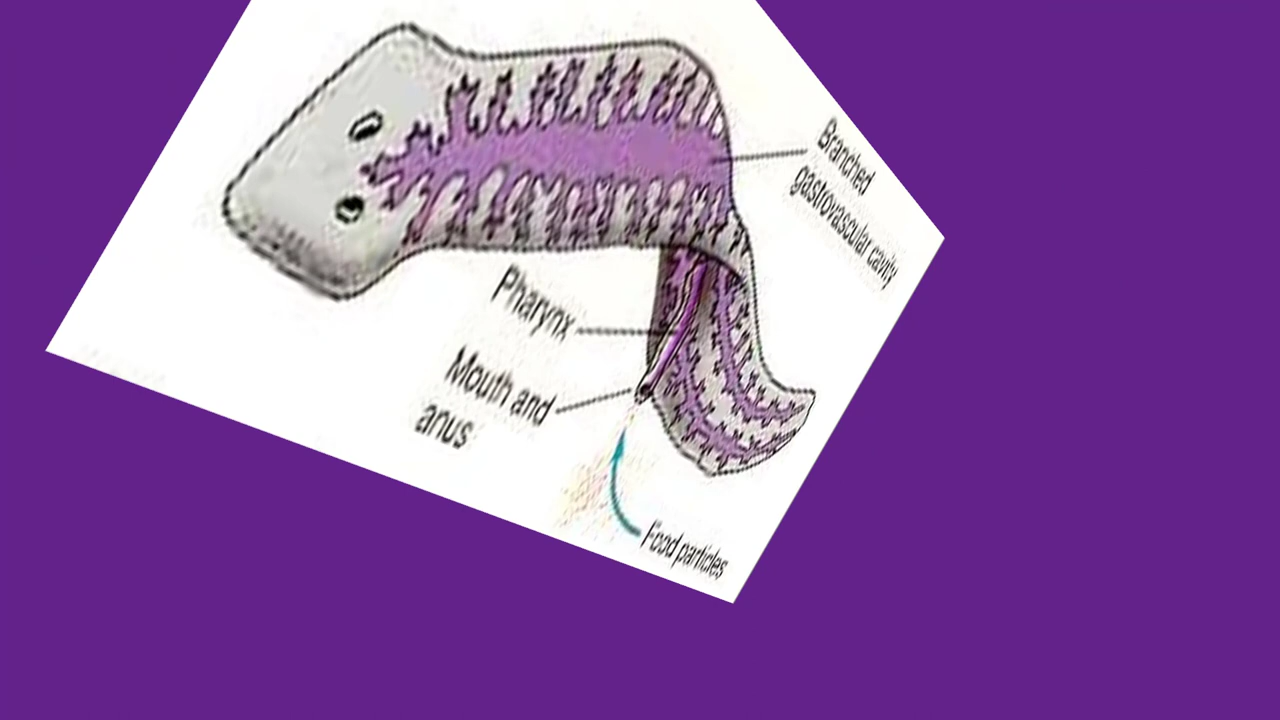 Branched
gastrovascular cavity
Pharynx
Mouth and
anus
Food particles